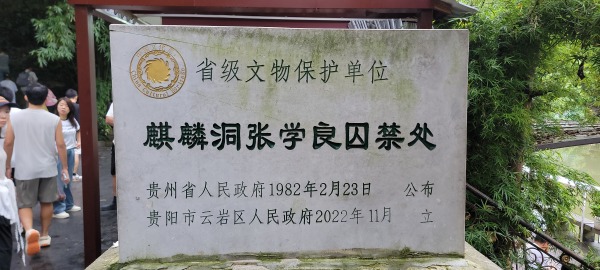 省级文物保护单位
麒麟洞张学良囚禁处
贵州省人民政府1982年2月23日 公布
贵阳市云岩区人民政府2022年11月 立